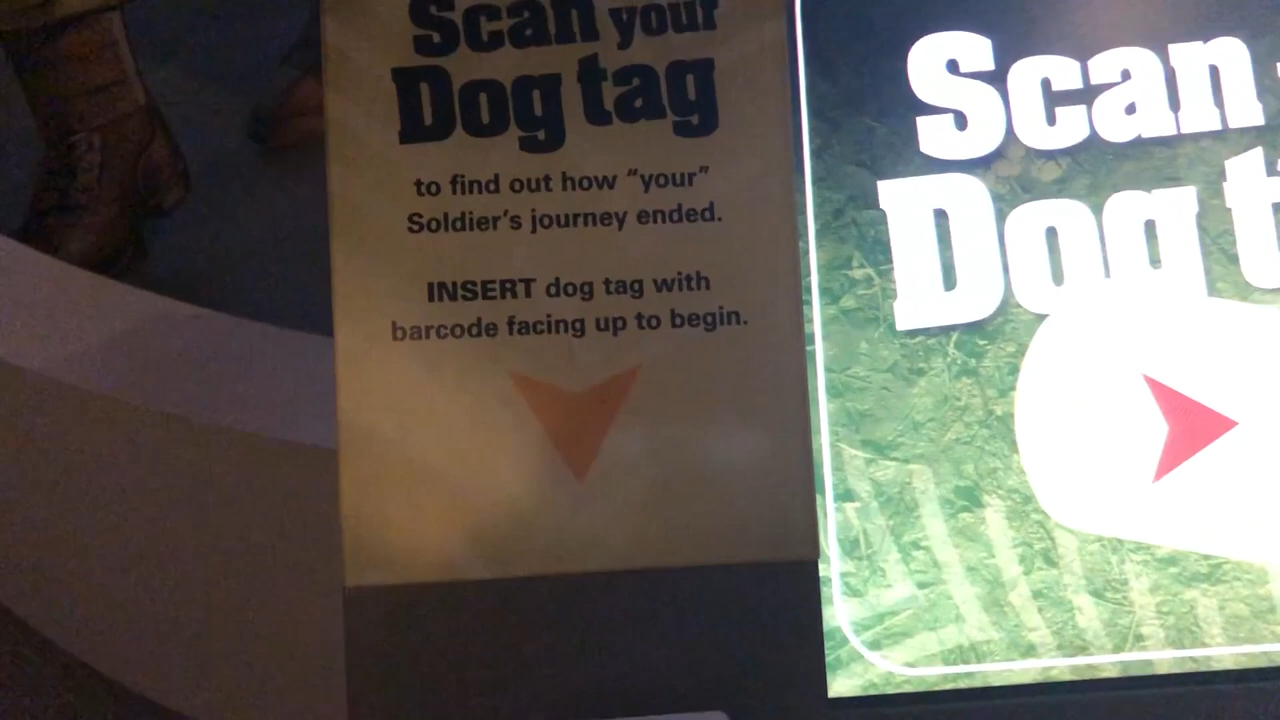 Scan your
Dog tag
to find out how “your”
Soldier’s journey ended.
INSERT dog tag with
barcode facing up to begin.
Scan
Dog t